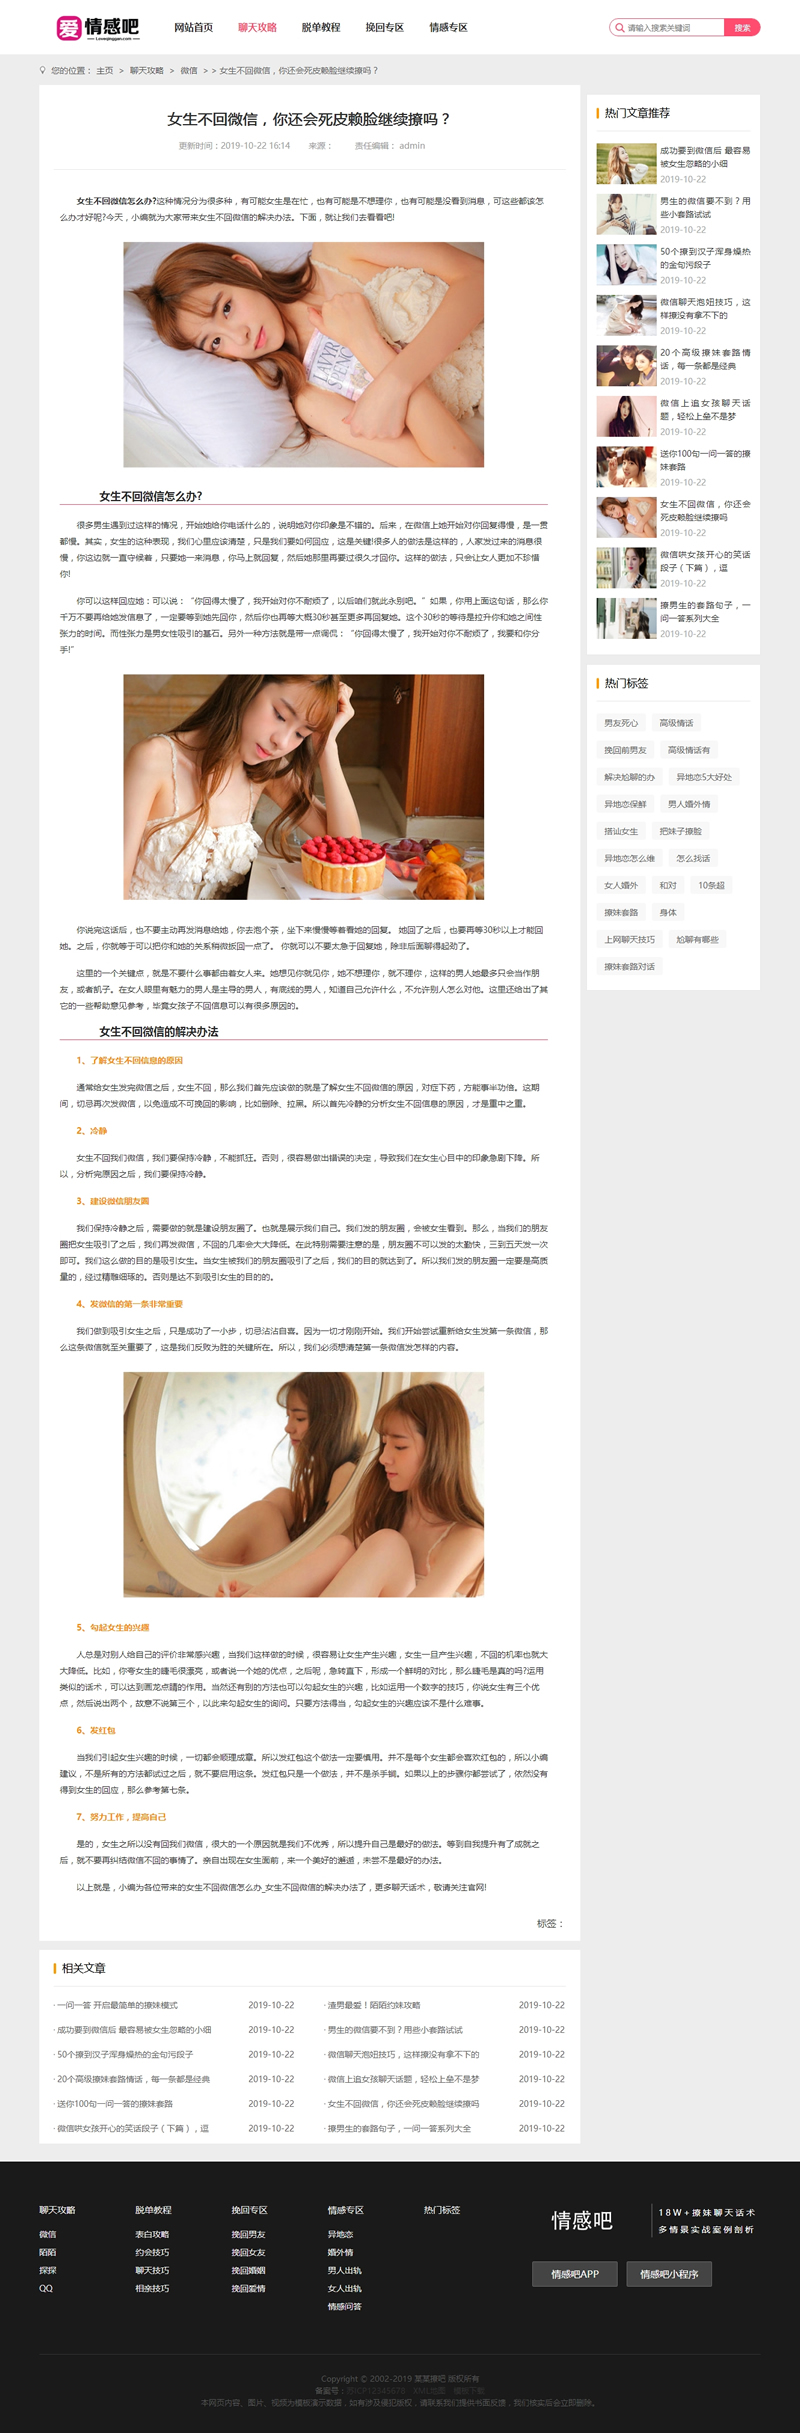 爱 情感吧
Loveqinggan.com
网站首页 聊天攻略 脱单教程 挽回专区 情感专区
请输入搜索关键词 搜索
您的位置： 主页 > 聊天攻略 > 微信 > > 女生不回微信，你还会死皮赖脸继续撩吗？
女生不回微信，你还会死皮赖脸继续撩吗？
更新时间：2019-10-22 16:14 来源： 责任编辑： admin
女生不回微信怎么办?这种情况分为很多种，有可能女生是在忙，也有可能是不想理你，也有可能是没看到消息，可这些都该怎
么办才好呢?今天，小编就为大家带来女生不回微信的解决办法。下面，就让我们去看看吧!
LAVYR
SPENC
女生不回微信怎么办?
很多男生遇到过这样的情况，开始她给你电话什么的，说明她对你印象是不错的。后来，在微信上她开始对你回复得慢，是一贯
都慢。其实，女生的这种表现，我们心里应该清楚，只是我们要如何回应，这是关键!很多人的做法是这样的，人家发过来的消息很
慢，你这边就一直守候着，只要她一来消息，你马上就回复，然后她那里再要过很久才回你。这样的做法，只会让女人更加不珍惜
你!
你可以这样回应她：可以说：“你回得太慢了，我开始对你不耐烦了，以后咱们就此永别吧。”如果，你用上面这句话，那么你
千万不要再给她发信息了，一定要等到她先回你，然后你也再等大概30秒甚至更多再回复她。这个30秒的等待是拉升你和她之间性
张力的时间。而性张力是男女性吸引的基石。另外一种方法就是带一点调侃：“你回得太慢了，我开始对你不耐烦了，我要和你分
手!”
你说完这话后，也不要主动再发消息给她，你去泡个茶，坐下来慢慢等着看她的回复。 她回了之后，也要再等30秒以上才能回
她。之后，你就等于可以把你和她的关系稍微扳回一点了。 你就可以不要太急于回复她，除非后面聊得起劲了。
这里的一个关键点，就是不要什么事都由着女人来。她想见你就见你，她不想理你，就不理你，这样的男人她最多只会当作朋
友，或者凯子。在女人眼里有魅力的男人是主导的男人，有底线的男人，知道自己允许什么，不允许别人怎么对他。这里还给出了其
它的一些帮助意见参考，毕竟女孩子不回信息可以有很多原因的。
女生不回微信的解决办法
1、了解女生不回信息的原因
通常给女生发完微信之后，女生不回，那么我们首先应该做的就是了解女生不回微信的原因，对症下药，方能事半功倍。这期
间，切忌再次发微信，以免造成不可挽回的影响，比如删除、拉黑。所以首先冷静的分析女生不回信息的原因，才是重中之重。
2、冷静
女生不回我们微信，我们要保持冷静，不能抓狂。否则，很容易做出错误的决定，导致我们在女生心目中的印象急剧下降。所
以，分析完原因之后，我们要保持冷静。
3、建设微信朋友圈
我们保持冷静之后，需要做的就是建设朋友圈了。也就是展示我们自己。我们发的朋友圈，会被女生看到。那么，当我们的朋友
圈把女生吸引了之后，我们再发微信，不回的几率会大大降低。在此特别需要注意的是，朋友圈不可以发的太勤快，三到五天发一次
即可。我们这么做的目的是吸引女生。当女生被我们的朋友圈吸引了之后，我们的目的就达到了。所以我们发的朋友圈一定要是高质
量的，经过精雕细琢的。否则是达不到吸引女生的目的的。
4、发微信的第一条非常重要
我们做到吸引女生之后，只是成功了一小步，切忌沾沾自喜。因为一切才刚刚开始。我们开始尝试重新给女生发第一条微信，那
么这条微信就至关重要了，这是我们反败为胜的关键所在。所以，我们必须想清楚第一条微信发怎样的内容。
5、勾起女生的兴趣
人总是对别人给自己的评价非常感兴趣，当我们这样做的时候，很容易让女生产生兴趣，女生一旦产生兴趣，不回的机率也就大
大降低。比如，你夸女生的睫毛很漂亮，或者说一个她的优点，之后呢，急转直下，形成一个鲜明的对比，那么睫毛是真的吗?运用
类似的话术，可以达到画龙点睛的作用。当然还有别的方法也可以勾起女生的兴趣，比如运用一个数字的技巧，你说女生有三个优
点，然后说出两个，故意不说第三个，以此来勾起女生的询问。只要方法得当，勾起女生的兴趣应该不是什么难事。
6、发红包
当我们引起女生兴趣的时候，一切都会顺理成章。所以发红包这个做法一定要慎用。并不是每个女生都会喜欢红包的，所以小编
建议，不是所有的方法都试过之后，就不要启用这条。发红包只是一个做法，并不是杀手锏。如果以上的步骤你都尝试了，依然没有
得到女生的回应，那么参考第七条。
7、努力工作，提高自己
是的，女生之所以没有回我们微信，很大的一个原因就是我们不优秀，所以提升自己是最好的做法。等到自我提升有了成就之
后，就不要再纠结微信不回的事情了。亲自出现在女生面前，来一个美好的邂逅，未尝不是最好的办法。
以上就是，小编为各位带来的女生不回微信怎么办_女生不回微信的解决办法了，更多聊天话术，敬请关注官网!
标签：
相关文章
· 一问一答 开启最简单的撩妹模式 2019-10-22 · 渣男最爱！陌陌约妹攻略 2019-10-22
· 成功要到微信后 最容易被女生忽略的小细 2019-10-22 · 男生的微信要不到？用些小套路试试 2019-10-22
· 50个撩到汉子浑身燥热的金句污段子 2019-10-22 · 微信聊天泡妞技巧，这样撩没有拿不下的 2019-10-22
· 20个高级撩妹套路情话，每一条都是经典 2019-10-22 · 微信上追女孩聊天话题，轻松上垒不是梦 2019-10-22
· 送你100句一问一答的撩妹套路 2019-10-22 · 女生不回微信，你还会死皮赖脸继续撩吗 2019-10-22
· 微信哄女孩开心的笑话段子（下篇），逗 2019-10-22 · 撩男生的套路句子，一问一答系列大全 2019-10-22
热门文章推荐
成功要到微信后 最容易
被女生忽略的小细
2019-10-22
男生的微信要不到？用
些小套路试试
2019-10-22
50个撩到汉子浑身燥热
的金句污段子
2019-10-22
微信聊天泡妞技巧，这
样撩没有拿不下的
2019-10-22
20个高级撩妹套路情
话，每一条都是经典
2019-10-22
微信上追女孩聊天话
题，轻松上垒不是梦
2019-10-22
送你100句一问一答的撩
妹套路
2019-10-22
女生不回微信，你还会
死皮赖脸继续撩吗
2019-10-22
微信哄女孩开心的笑话
段子（下篇），逗
2019-10-22
撩男生的套路句子，一
问一答系列大全
2019-10-22
热门标签
男友死心 高级情话
挽回前男友 高级情话有
解决尬聊的办 异地恋5大好处
异地恋保鲜 男人婚外情
搭讪女生 把妹子撩脸
异地恋怎么维 怎么找话
女人婚外 和对 10条超
撩妹套路 身体
上网聊天技巧 尬聊有哪些
撩妹套路对话
聊天攻略 脱单教程 挽回专区 情感专区 热门标签
微信 表白攻略 挽回男友 异地恋
陌陌 约会技巧 挽回女友 婚外情
探探 聊天技巧 挽回婚姻 男人出轨
QQ 相亲技巧 挽回爱情 女人出轨
情感问答
情感吧
18W+撩妹聊天话术
多情景实战案例剖析
情感吧APP 情感吧小程序
Copyright © 2002-2019 某某撩吧 版权所有
备案号：
本网页内容、图片、视频为模板演示数据，如有涉及侵犯版权，请联系我们提供书面反馈，我们核实后会立即删除。